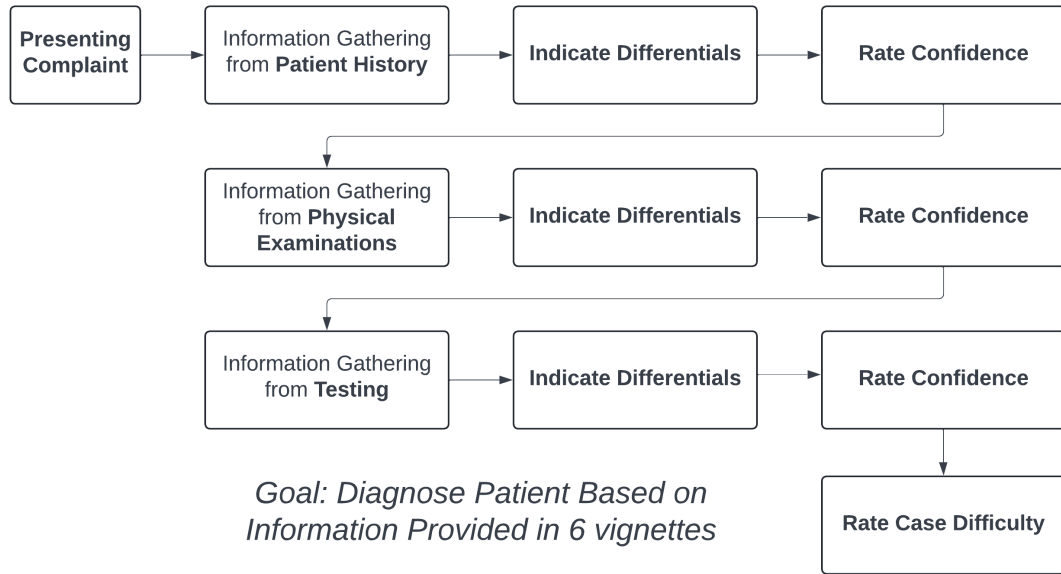 Presenting
Complaint
Information Gathering
from Patient History
Indicate Differentials
Rate Confidence
Information Gathering
from Physical
Examinations
Indicate Differentials
Rate Confidence
Information Gathering
from Testing
Indicate Differentials
Rate Confidence
Goal: Diagnose Patient Based on
Information Provided in 6 vignettes
Rate Case Difficulty